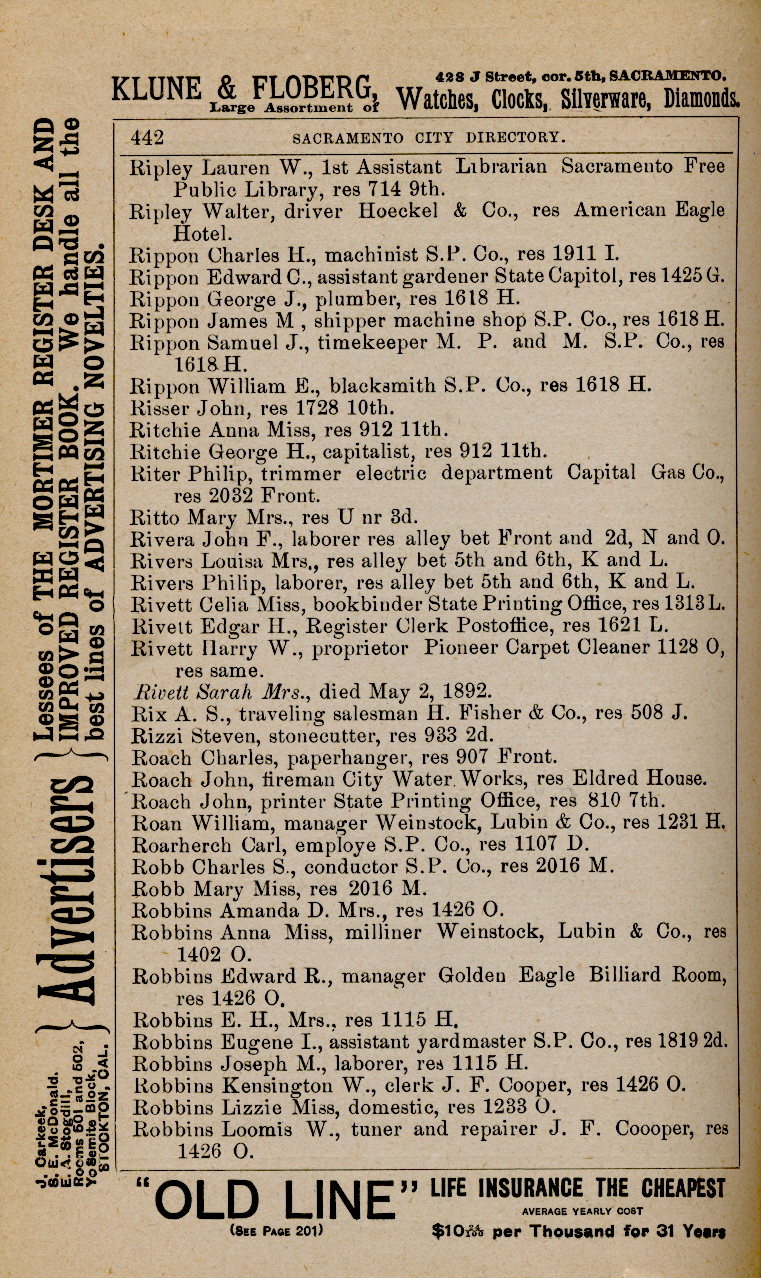 KLUNE & FLOBERG, 428 J Street, cor. 5th, SACRAMENTO.
Large Assortment of Watches, Clocks, Silverware, Diamonds.
442 SACRAMENTO CITY DIRECTORY.
Ripley Lauren W., 1st Assistant Librarian Sacramento Free
Public Library, res 714 9th.
Ripley Walter, driver Hoeckel & Co., res American Eagle
Hotel.
Rippon Charles H., machinist S.P. Co., res 1911 I.
Rippon Edward C., assistant gardener State Capitol, res 1425 G.
Rippon George J., plumber, res 1618 H.
Rippon James M , shipper machine shop S.P. Co., res 1618 H.
Rippon Samuel J., timekeeper M. P. and M. S.P. Co., res
1618 H.
Rippon William E., blacksmith S.P. Co., res 1618 H.
Risser John, res 1728 10th.
Ritchie Anna Miss, res 912 11th.
Ritchie George H., capitalist, res 912 11th.
Riter Philip, trimmer electric department Capital Gas Co.,
res 2032 Front.
Ritto Mary Mrs., res U nr 3d.
Rivera John F., laborer res alley bet Front and 2d, N and O.
Rivers Louisa Mrs., res alley bet 5th and 6th, K and L.
Rivers Philip, laborer, res alley bet 5th and 6th, K and L.
Rivett Celia Miss, bookbinder State Printing Office, res 1313 L.
Rivett Edgar H., Register Clerk Postoffice, res 1621 L.
Rivett Harry W., proprietor Pioneer Carpet Cleaner 1128 O,
res same.
Rivett Sarah Mrs., died May 2, 1892.
Rix A. S., traveling salesman H. Fisher & Co., res 508 J.
Rizzi Steven, stonecutter, res 933 2d.
Roach Charles, paperhanger, res 907 Front.
Roach John, fireman City Water Works, res Eldred House.
Roach John, printer State Printing Office, res 810 7th.
Roan William, manager Weinstock, Lubin & Co., res 1231 H.
Roarherch Carl, employe S.P. Co., res 1107 D.
Robb Charles S., conductor S.P. Co., res 2016 M.
Robb Mary Miss, res 2016 M.
Robbins Amanda D. Mrs., res 1426 O.
Robbins Anna Miss, milliner Weinstock, Lubin & Co., res
1402 O.
Robbins Edward R., manager Golden Eagle Billiard Room,
res 1426 O.
Robbins E. H., Mrs., res 1115 H.
Robbins Eugene I., assistant yardmaster S.P. Co., res 1819 2d.
Robbins Joseph M., laborer, res 1115 H.
Robbins Kensington W., clerk J. F. Cooper, res 1426 O.
Robbins Lizzie Miss, domestic, res 1233 O.
Robbins Loomis W., tuner and repairer J. F. Coooper, res
1426 O.
J. Carkeek,
S. E. McDonald.
E. A. Stogdill,
Rooms 501 and 502,
Yo Semite Block,
STOCKTON, CAL.
Advertisers
Lessees of THE MORTIMER REGISTER DESK AND
IMPROVED REGISTER BOOK. We handle all the
best lines of ADVERTISING NOVELTIES.
"OLD LINE" LIFE INSURANCE THE CHEAPEST
(SEE PAGE 201) AVERAGE YEARLY COST
per Thousand for 31 Years